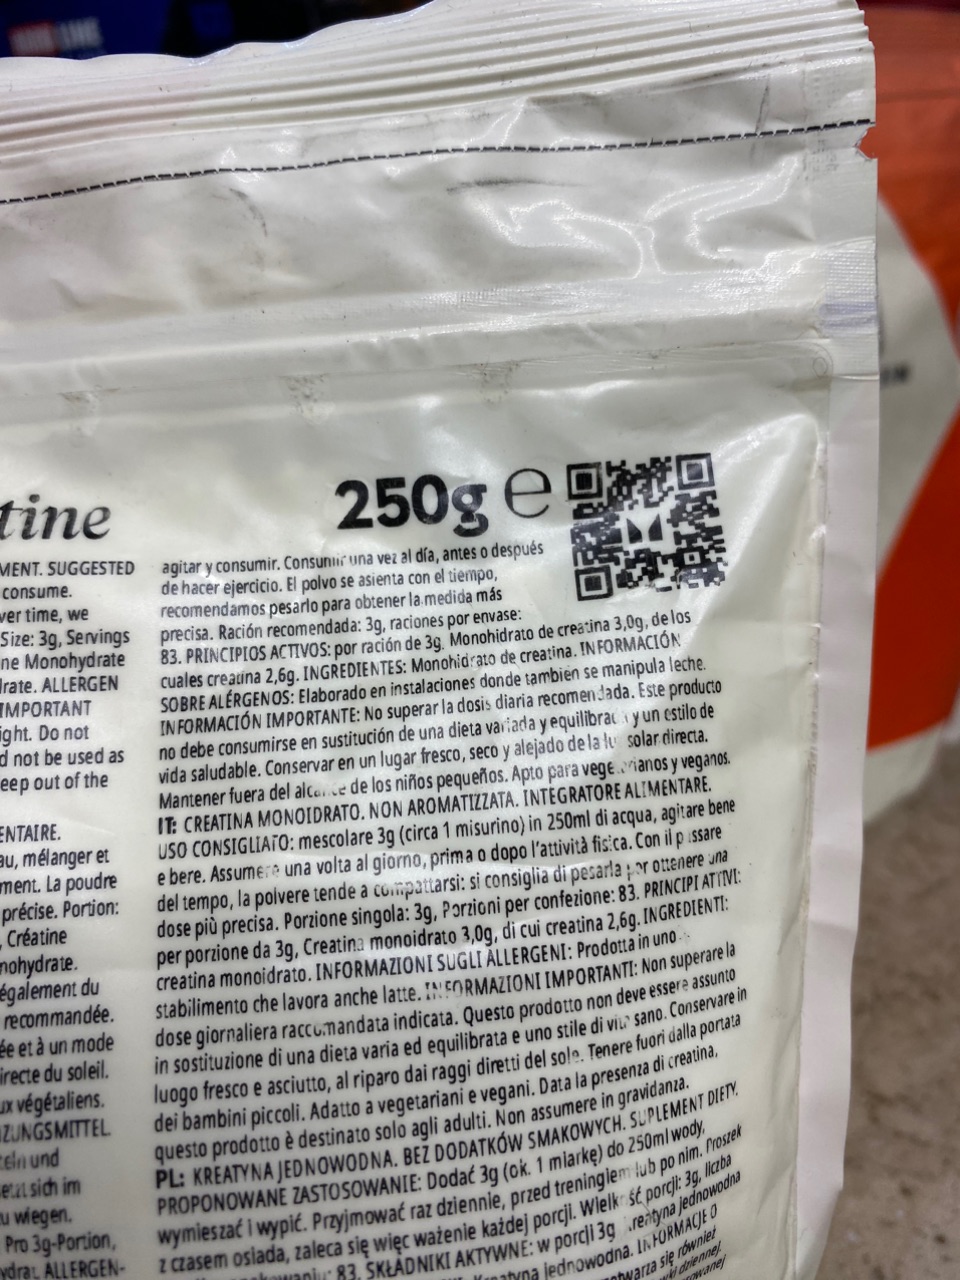 tine
250g ℮
MENT. SUGGESTED
consume.
ver time, we
Size: 3g, Servings
ne Monohydrate
drate. ALLERGEN
IMPORTANT
ight. Do not
d not be used as
eep out of the
ENTAIRE.
au, mélanger et
ment. La poudre
précise. Portion:
, Créatine
nohydrate.
également du
recommandée.
ée et à un mode
irecte du soleil.
ux végétaliens.
ZUNGSMITTEL.
teln und
setzt sich im
u wiegen.
Pro 3g-Portion,
ydrat. ALLERGEN-
agitar y consumir. Consumir una vez al día, antes o después
de hacer ejercicio. El polvo se asienta con el tiempo,
recomendamos pesarlo para obtener la medida más
precisa. Ración recomendada: 3g, raciones por envase:
83. PRINCIPIOS ACTIVOS: por ración de 3g. Monohidrato de creatina 3,0g, de los
cuales creatina 2,6g. INGREDIENTES: Monohidrato de creatina. INFORMACIÓN
SOBRE ALÉRGENOS: Elaborado en instalaciones donde también se manipula leche.
INFORMACIÓN IMPORTANTE: No superar la dosis diaria recomendada. Este producto
no debe consumirse en sustitución de una dieta variada y equilibrada y un estilo de
vida saludable. Conservar en un lugar fresco, seco y alejado de la luz solar directa.
Mantener fuera del alcance de los niños pequeños. Apto para vegetarianos y veganos.
IT: CREATINA MONOIDRATO. NON AROMATIZZATA. INTEGRATORE ALIMENTARE.
USO CONSIGLIATO: mescolare 3g (circa 1 misurino) in 250ml di acqua, agitare bene
e bere. Assumere una volta al giorno, prima o dopo l'attività fisica. Con il passare
del tempo, la polvere tende a compattarsi: si consiglia di pesarla per ottenere una
dose più precisa. Porzione singola: 3g, Porzioni per confezione: 83. PRINCIPI ATTIVI:
per porzione da 3g, Creatina monoidrato 3,0g, di cui creatina 2,6g. INGREDIENTI:
creatina monoidrato. INFORMAZIONI SUGLI ALLERGENI: Prodotta in uno
stabilimento che lavora anche latte. INFORMAZIONI IMPORTANTI: Non superare la
dose giornaliera raccomandata indicata. Questo prodotto non deve essere assunto
in sostituzione di una dieta varia ed equilibrata e uno stile di vita sano. Conservare in
luogo fresco e asciutto, al riparo dai raggi diretti del sole. Tenere fuori dalla portata
dei bambini piccoli. Adatto a vegetariani e vegani. Data la presenza di creatina,
questo prodotto è destinato solo agli adulti. Non assumere in gravidanza.
PL: KREATYNA JEDNOWODNA. BEZ DODATKÓW SMAKOWYCH. SUPLEMENT DIETY.
PROPONOWANE ZASTOSOWANIE: Dodać 3g (ok. 1 miarkę) do 250ml wody,
wymieszać i wypić. Przyjmować raz dziennie, przed treningiem lub po nim. Proszek
z czasem osiada, zaleca się więc ważenie każdej porcji. Wielkość porcji: 3g, liczba
83. SKŁADNIKI AKTYWNE: w porcji 3g kreatyna jednowodna
jednowodna. INFORMACJE O
się również